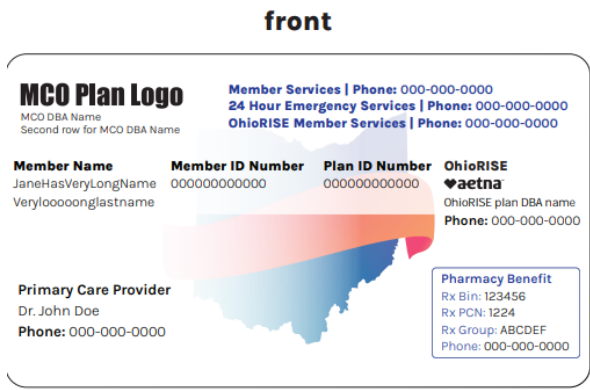 front
MCO Plan Logo
MCO DBA Name
Second row for MCO DBA Name
Member Services | Phone: 000-000-0000
24 Hour Emergency Services | Phone: 000-000-0000
OhioRISE Member Services | Phone: 000-000-0000
Member Name
JaneHasVeryLongName
Verylooooonglastname
Member ID Number
000000000000
Plan ID Number
000000000000
OhioRISE
aetna
OhioRISE plan DBA name
Phone: 000-000-0000
Primary Care Provider
Dr. John Doe
Phone: 000-000-0000
Pharmacy Benefit
Rx Bin: 123456
Rx PCN: 1224
Rx Group: ABCDEF
Phone: 000-000-0000